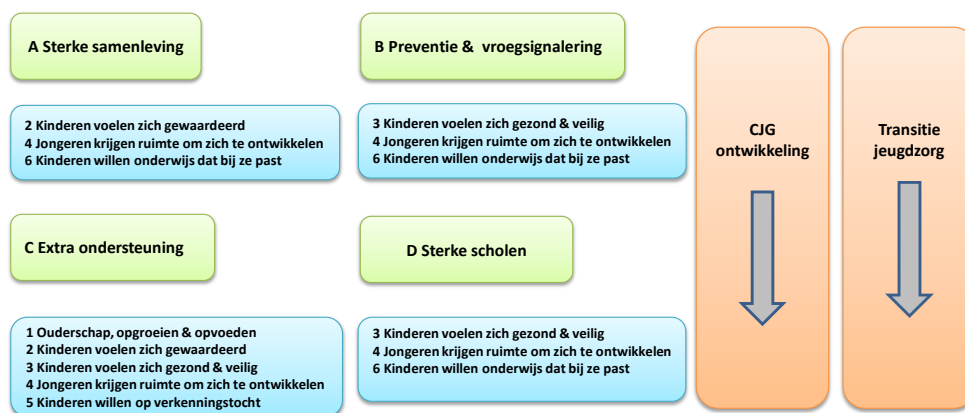 A Sterke samenleving
2 Kinderen voelen zich gewaardeerd
4 Jongeren krijgen ruimte om zich te ontwikkelen
6 Kinderen willen onderwijs dat bij ze past
B Preventie & vroegsignalering
3 Kinderen voelen zich gezond & veilig
4 Jongeren krijgen ruimte om zich te ontwikkelen
6 Kinderen willen onderwijs dat bij ze past
C Extra ondersteuning
1 Ouderschap, opgroeien & opvoeden
2 Kinderen voelen zich gewaardeerd
3 Kinderen voelen zich gezond & veilig
4 Jongeren krijgen ruimte om zich te ontwikkelen
5 Kinderen willen op verkenningstocht
D Sterke scholen
3 Kinderen voelen zich gezond & veilig
4 Jongeren krijgen ruimte om zich te ontwikkelen
6 Kinderen willen onderwijs dat bij ze past
CJG
ontwikkeling
Transitie
jeugdzorg